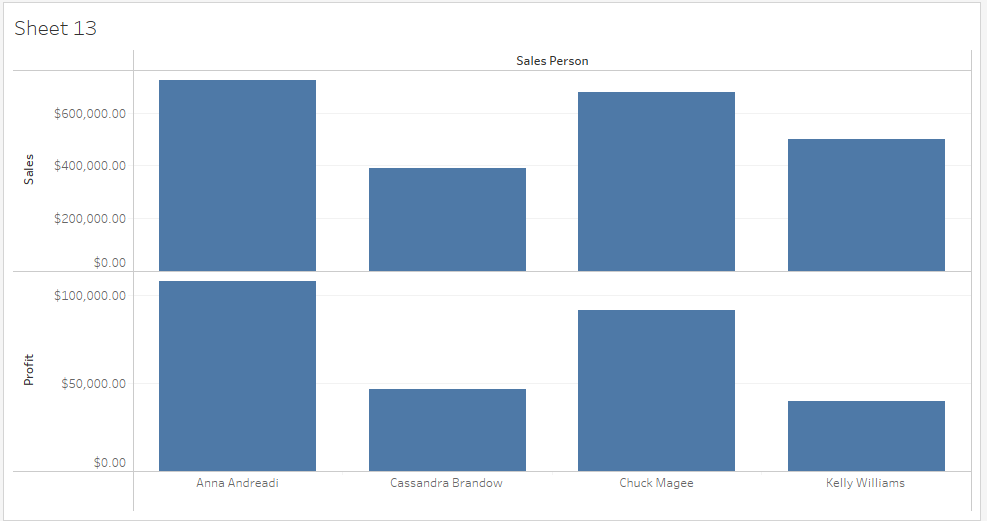 Sheet 13
Sales Person
Sales
$600,000.00
$400,000.00
$200,000.00
$0.00
Profit
$100,000.00
$50,000.00
$0.00
Anna Andreadi
Cassandra Brandow
Chuck Magee
Kelly Williams